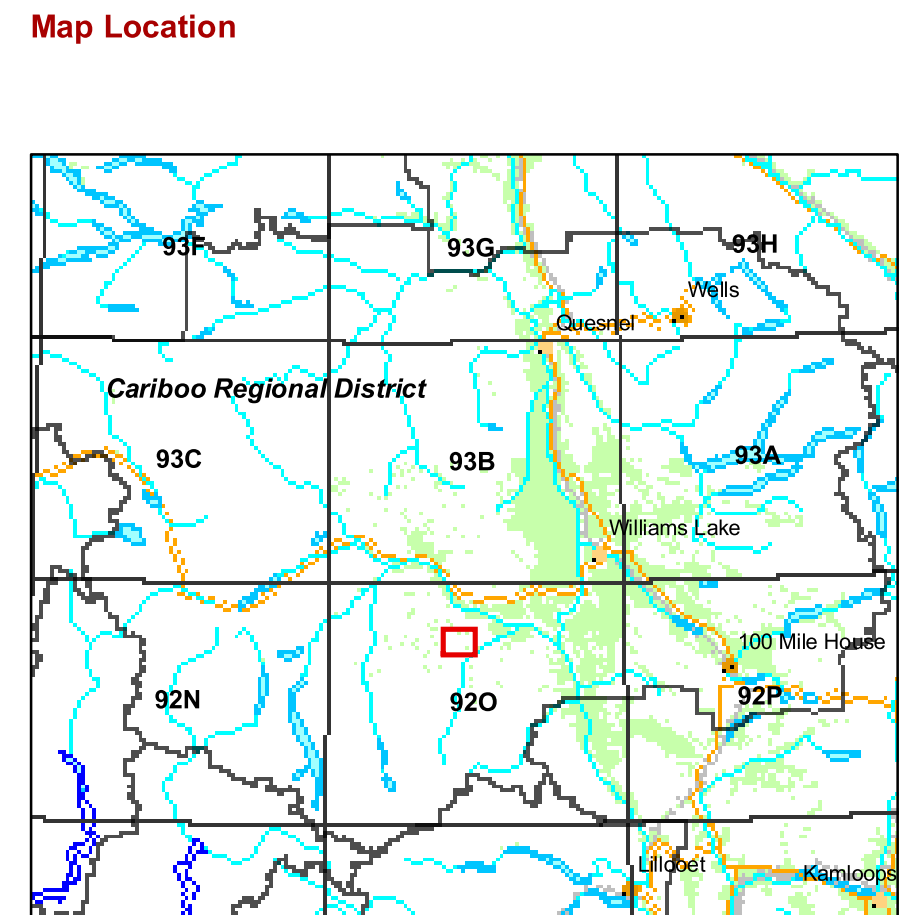 Map Location
93F
93G
93H
Wells
Quesnel
Cariboo Regional District
93C
93B
93A
Williams Lake
100 Mile House
92N
92O
92P
Lillooet
Kamloops